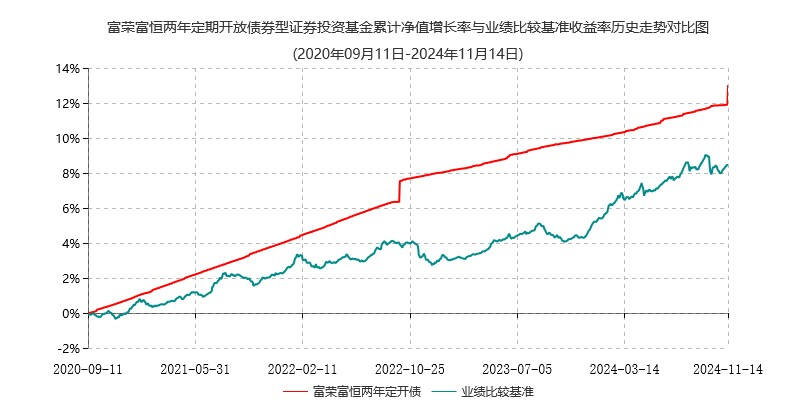 富荣富恒两年定期开放债券型证券投资基金累计净值增长率与业绩比较基准收益率历史走势对比图
(2020年09月11日-2024年11月14日)
14%
12%
10%
8%
6%
4%
2%
0%
-2%
2020-09-11 2021-05-31 2022-02-11 2022-10-25 2023-07-05 2024-03-14 2024-11-14
富荣富恒两年定开债 业绩比较基准